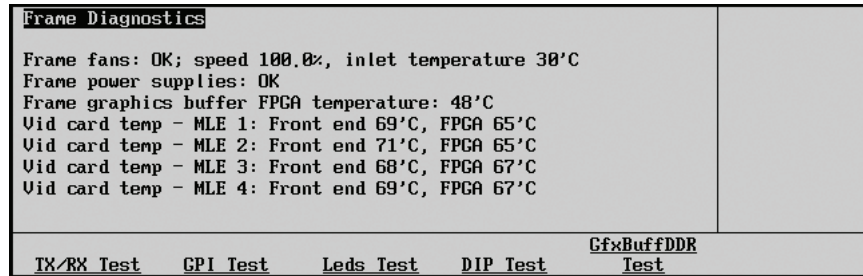 Frame Diagnostics
Frame fans: OK; speed 100.0%, inlet temperature 30'C
Frame power supplies: OK
Frame graphics buffer FPGA temperature: 48'C
Vid card temp - MLE 1: Front end 69'C, FPGA 65'C
Vid card temp - MLE 2: Front end 71'C, FPGA 65'C
Vid card temp - MLE 3: Front end 68'C, FPGA 67'C
Vid card temp - MLE 4: Front end 69'C, FPGA 67'C
TX/RX Test GPI Test Leds Test DIP Test GfxBuffDDR Test